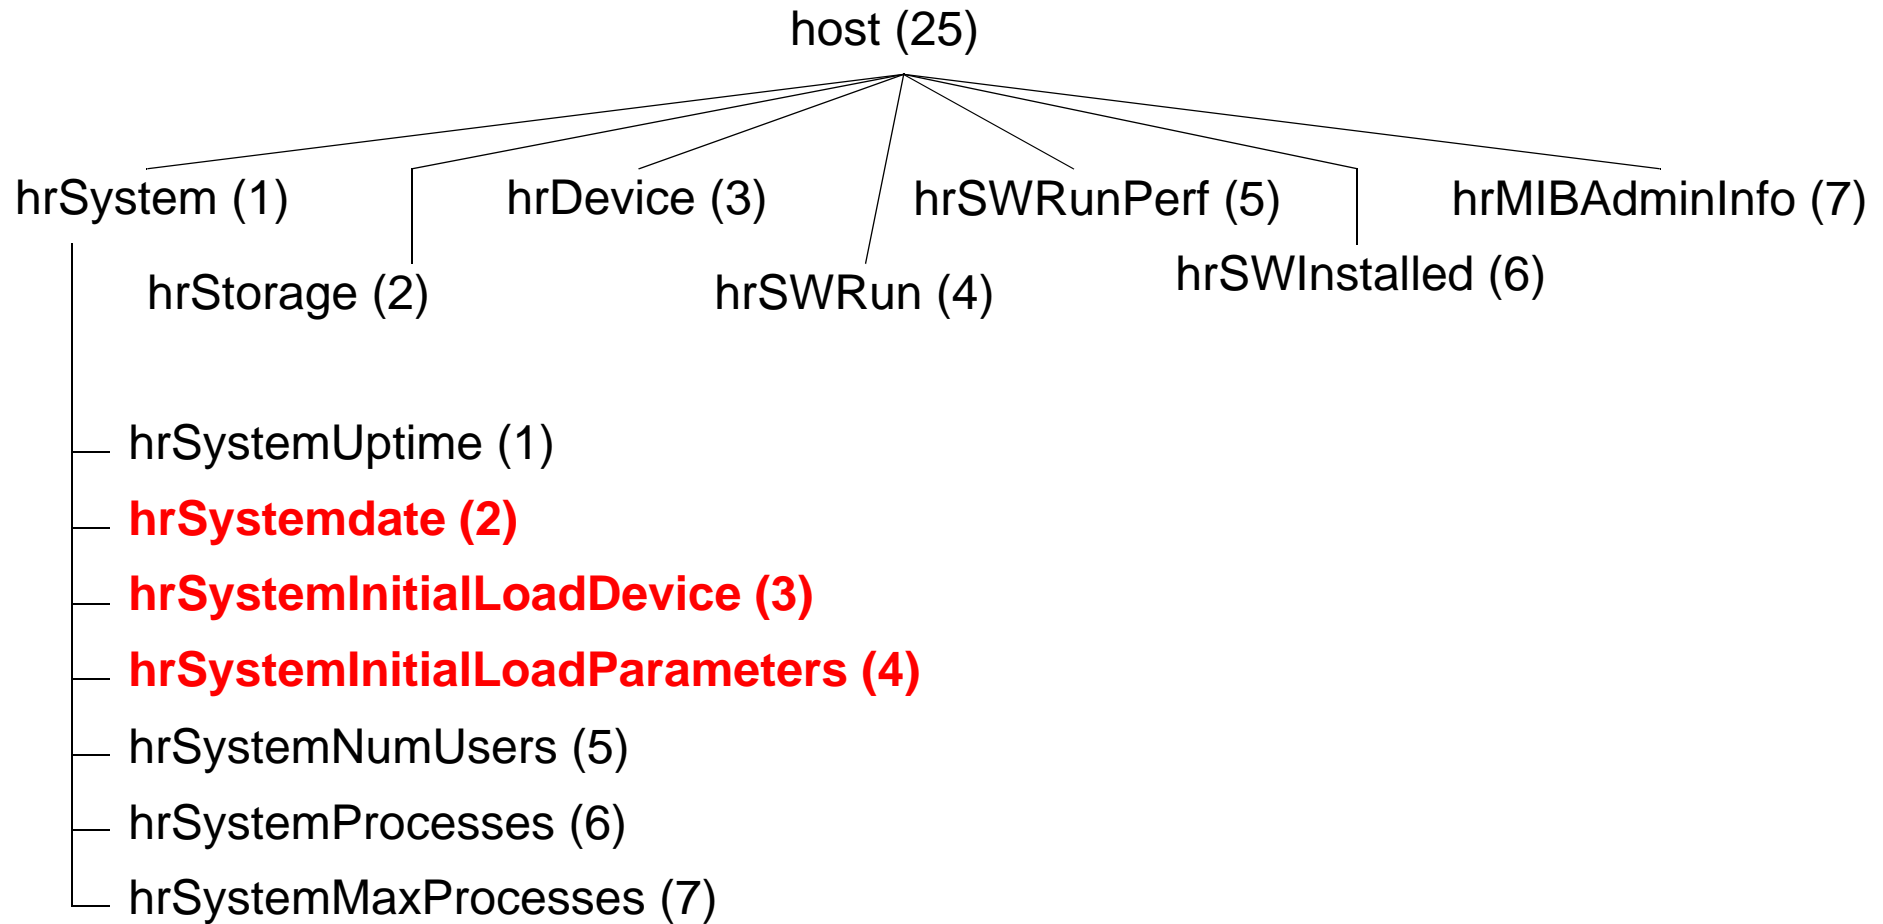 host (25)
hrSystem (1)
hrDevice (3)
hrSWRunPerf (5)
hrMIBAdminInfo (7)
hrStorage (2)
hrSWRun (4)
hrSWInstalled (6)
hrSystemUptime (1)
hrSystemdate (2)
hrSystemInitialLoadDevice (3)
hrSystemInitialLoadParameters (4)
hrSystemNumUsers (5)
hrSystemProcesses (6)
hrSystemMaxProcesses (7)